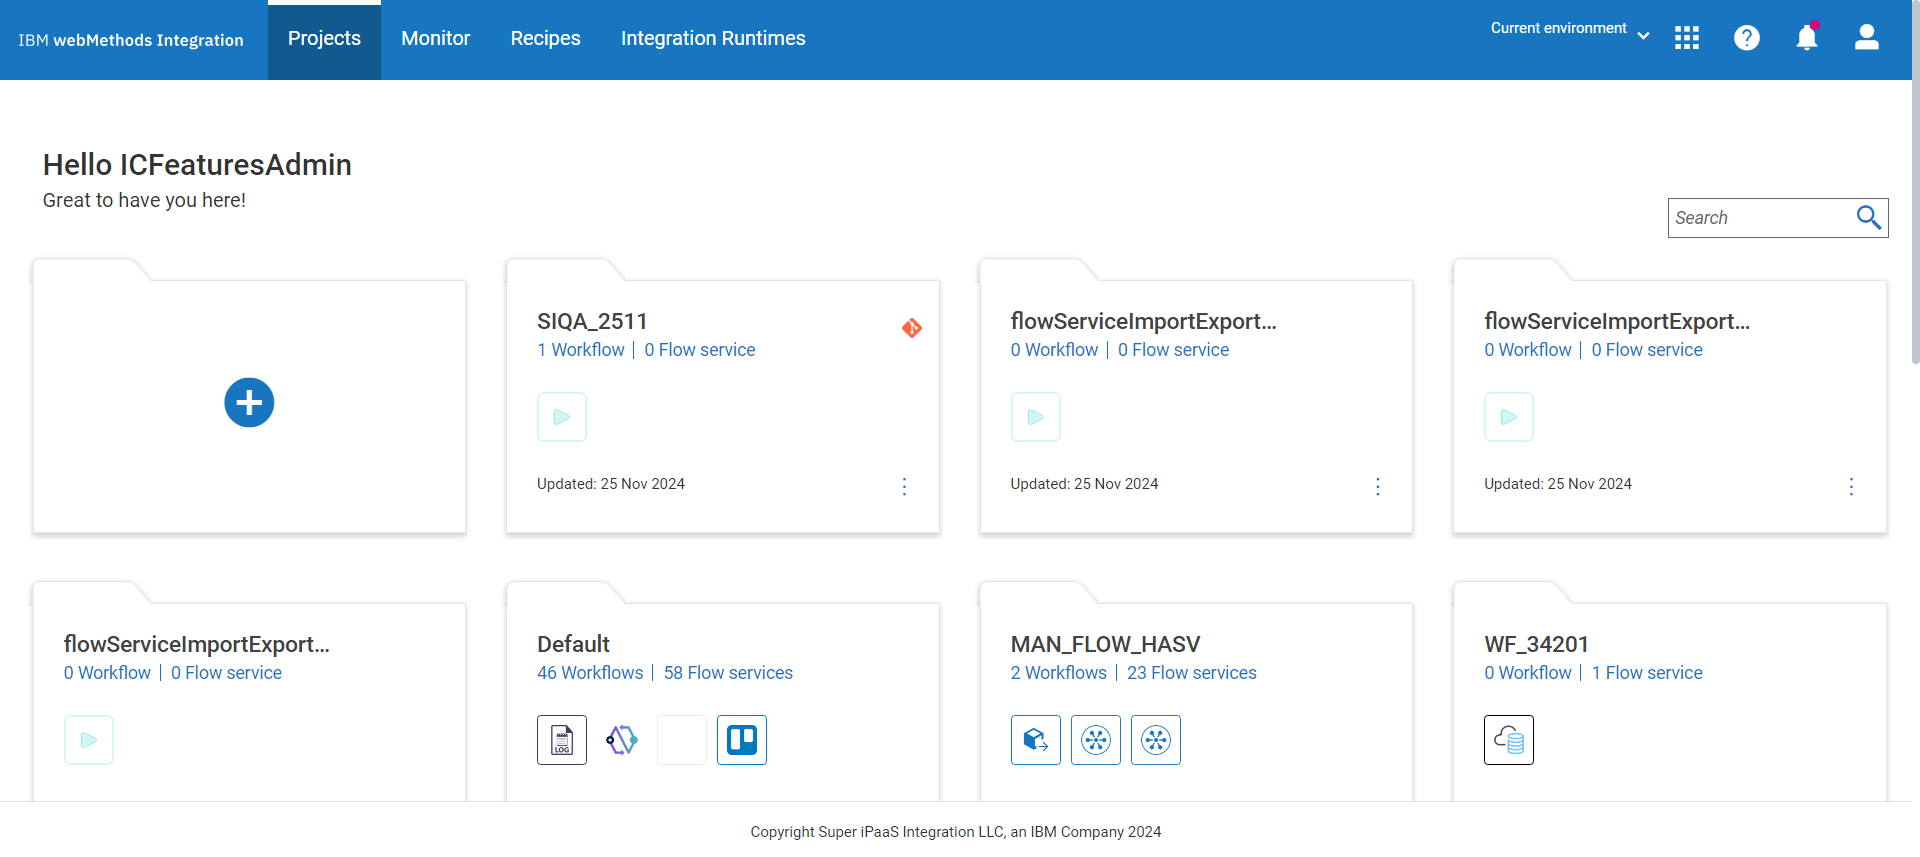 IBM webMethods Integration
Projects
Monitor
Recipes
Integration Runtimes
Current environment
Hello ICFeaturesAdmin
Great to have you here!
Search
SIQA_2511
1 Workflow | 0 Flow service
Updated: 25 Nov 2024
flowServiceImportExport...
0 Workflow | 0 Flow service
Updated: 25 Nov 2024
flowServiceImportExport...
0 Workflow | 0 Flow service
Updated: 25 Nov 2024
flowServiceImportExport...
0 Workflow | 0 Flow service
Default
46 Workflows | 58 Flow services
LOG
MAN_FLOW_HASV
2 Workflows | 23 Flow services
WF_34201
0 Workflow | 1 Flow service
Copyright Super iPaaS Integration LLC, an IBM Company 2024